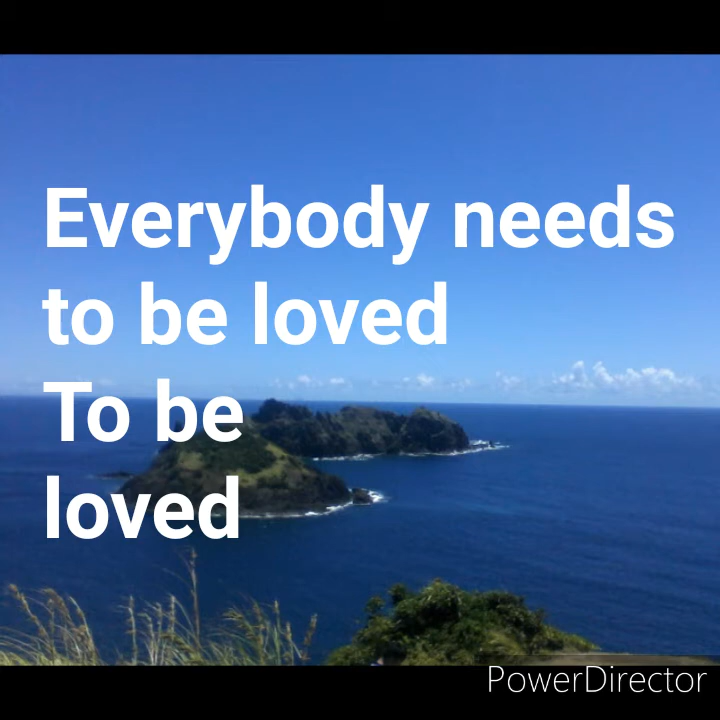 Everybody needs
to be loved
To be
loved
PowerDirector